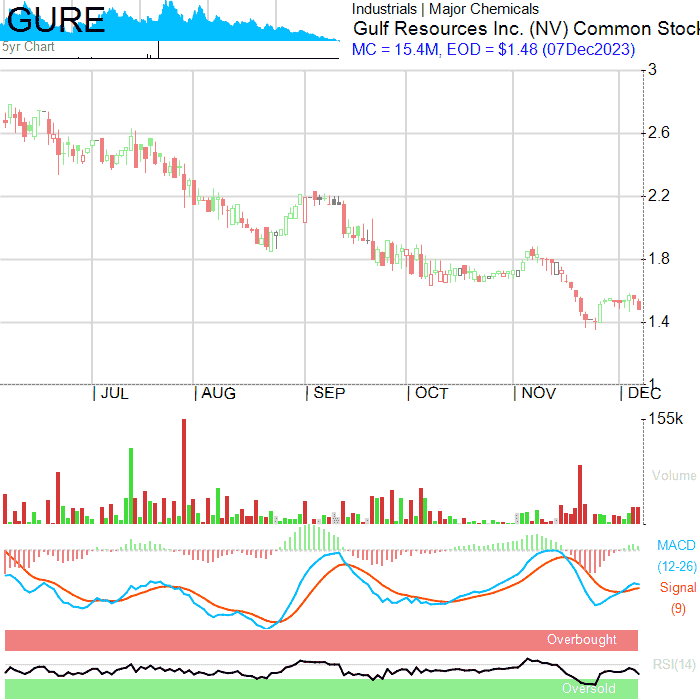 GURE
5yr Chart
Industrials | Major Chemicals
Gulf Resources Inc. (NV) Common Stock
MC = 15.4M, EOD = $1.48 (07Dec2023)
3
2.6
2.2
1.8
1.4
1
JUL AUG SEP OCT NOV DEC
155k
Volume
MACD
(12-26)
Signal
(9)
Overbought
RSI(14)
Oversold